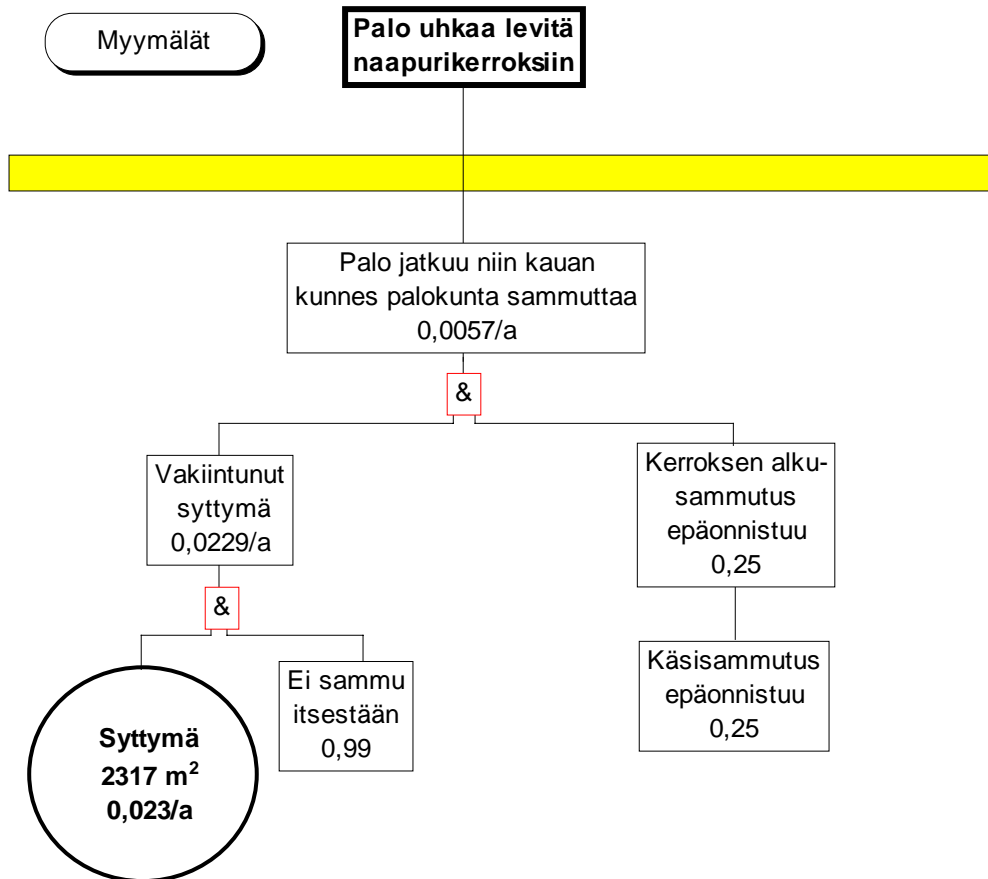 Myymälät
Palo uhkaa levitä
naapurikerroksiin
Palo jatkuu niin kauan
kunnes palokunta sammuttaa
0,0057/a
&
Vakiintunut
syttymä
0,0229/a
Kerroksen alku-
sammutus
epäonnistuu
0,25
&
Syttymä
2317 m²
0,023/a
Ei sammu
itsestään
0,99
Käsisammutus
epäonnistuu
0,25